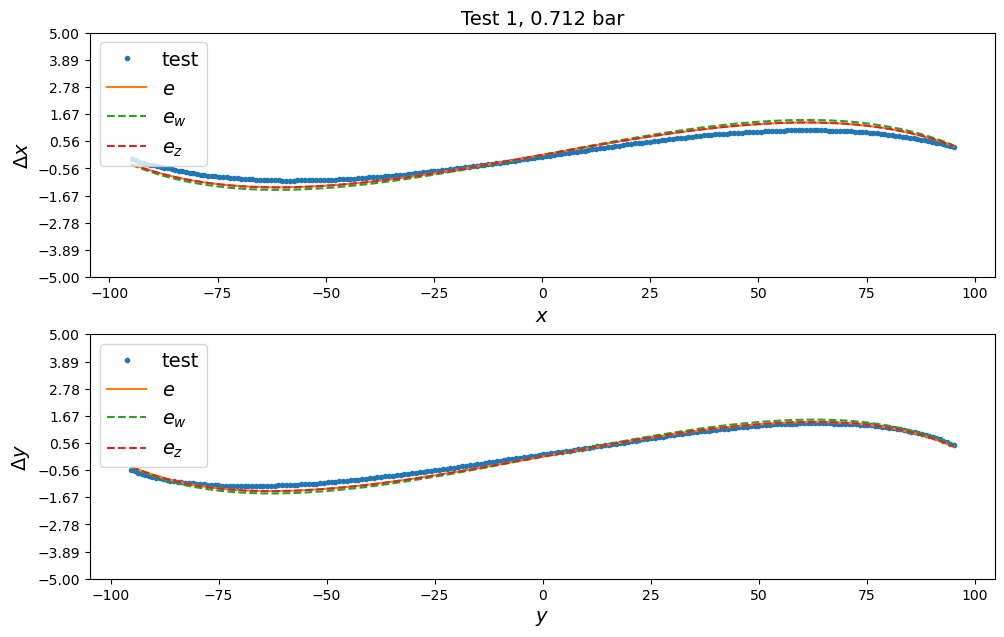 Test 1, 0.712 bar
5.00
3.89
2.78
1.67
0.56
−0.56
−1.67
−2.78
−3.89
−5.00
Δx
test
e
e_w
e_z
−100 −75 −50 −25 0 25 50 75 100
x
5.00
3.89
2.78
1.67
0.56
−0.56
−1.67
−2.78
−3.89
−5.00
Δy
test
e
e_w
e_z
−100 −75 −50 −25 0 25 50 75 100
y